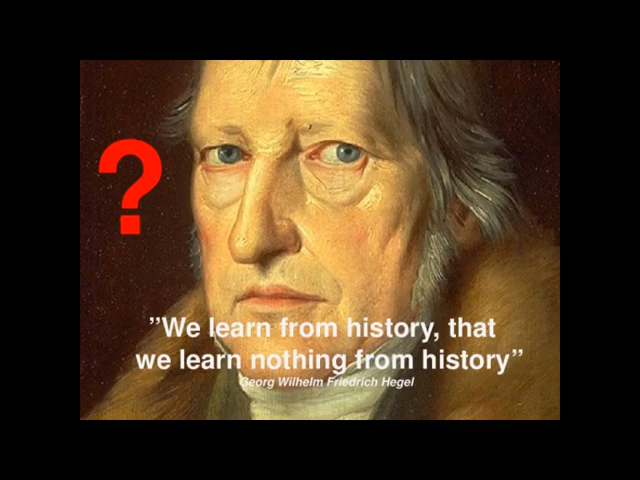 ?
”We learn from history, that
we learn nothing from history”
Georg Wilhelm Friedrich Hegel